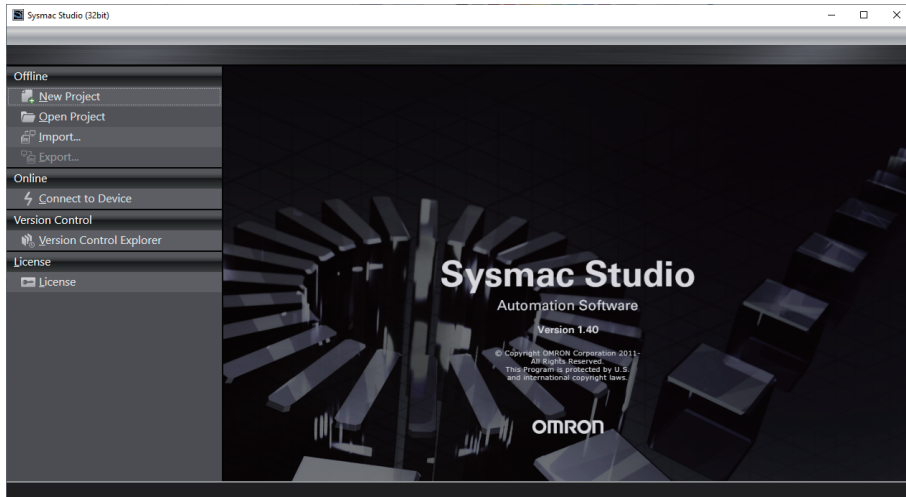 Sysmac Studio (32bit)
Offline
New Project
Open Project
Import...
Export...
Online
Connect to Device
Version Control
Version Control Explorer
License
License
Sysmac Studio
Automation Software
Version 1.40
© Copyright OMRON Corporation 2011-
All Rights Reserved.
This Program is protected by U.S.
and international copyright laws.
OMRON